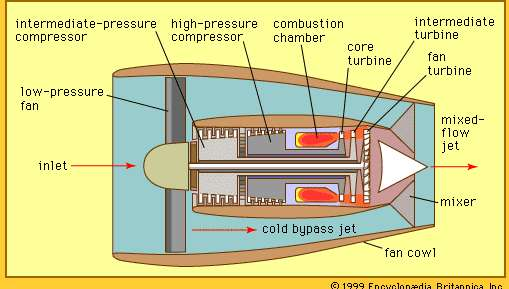 intermediate-pressure
compressor
high-pressure
compressor
combustion
chamber
intermediate
turbine
core
turbine
fan
turbine
low-pressure
fan
mixed-
flow
jet
inlet
mixer
cold bypass jet
fan cowl
© 1999 Encyclopædia Britannica, Inc.